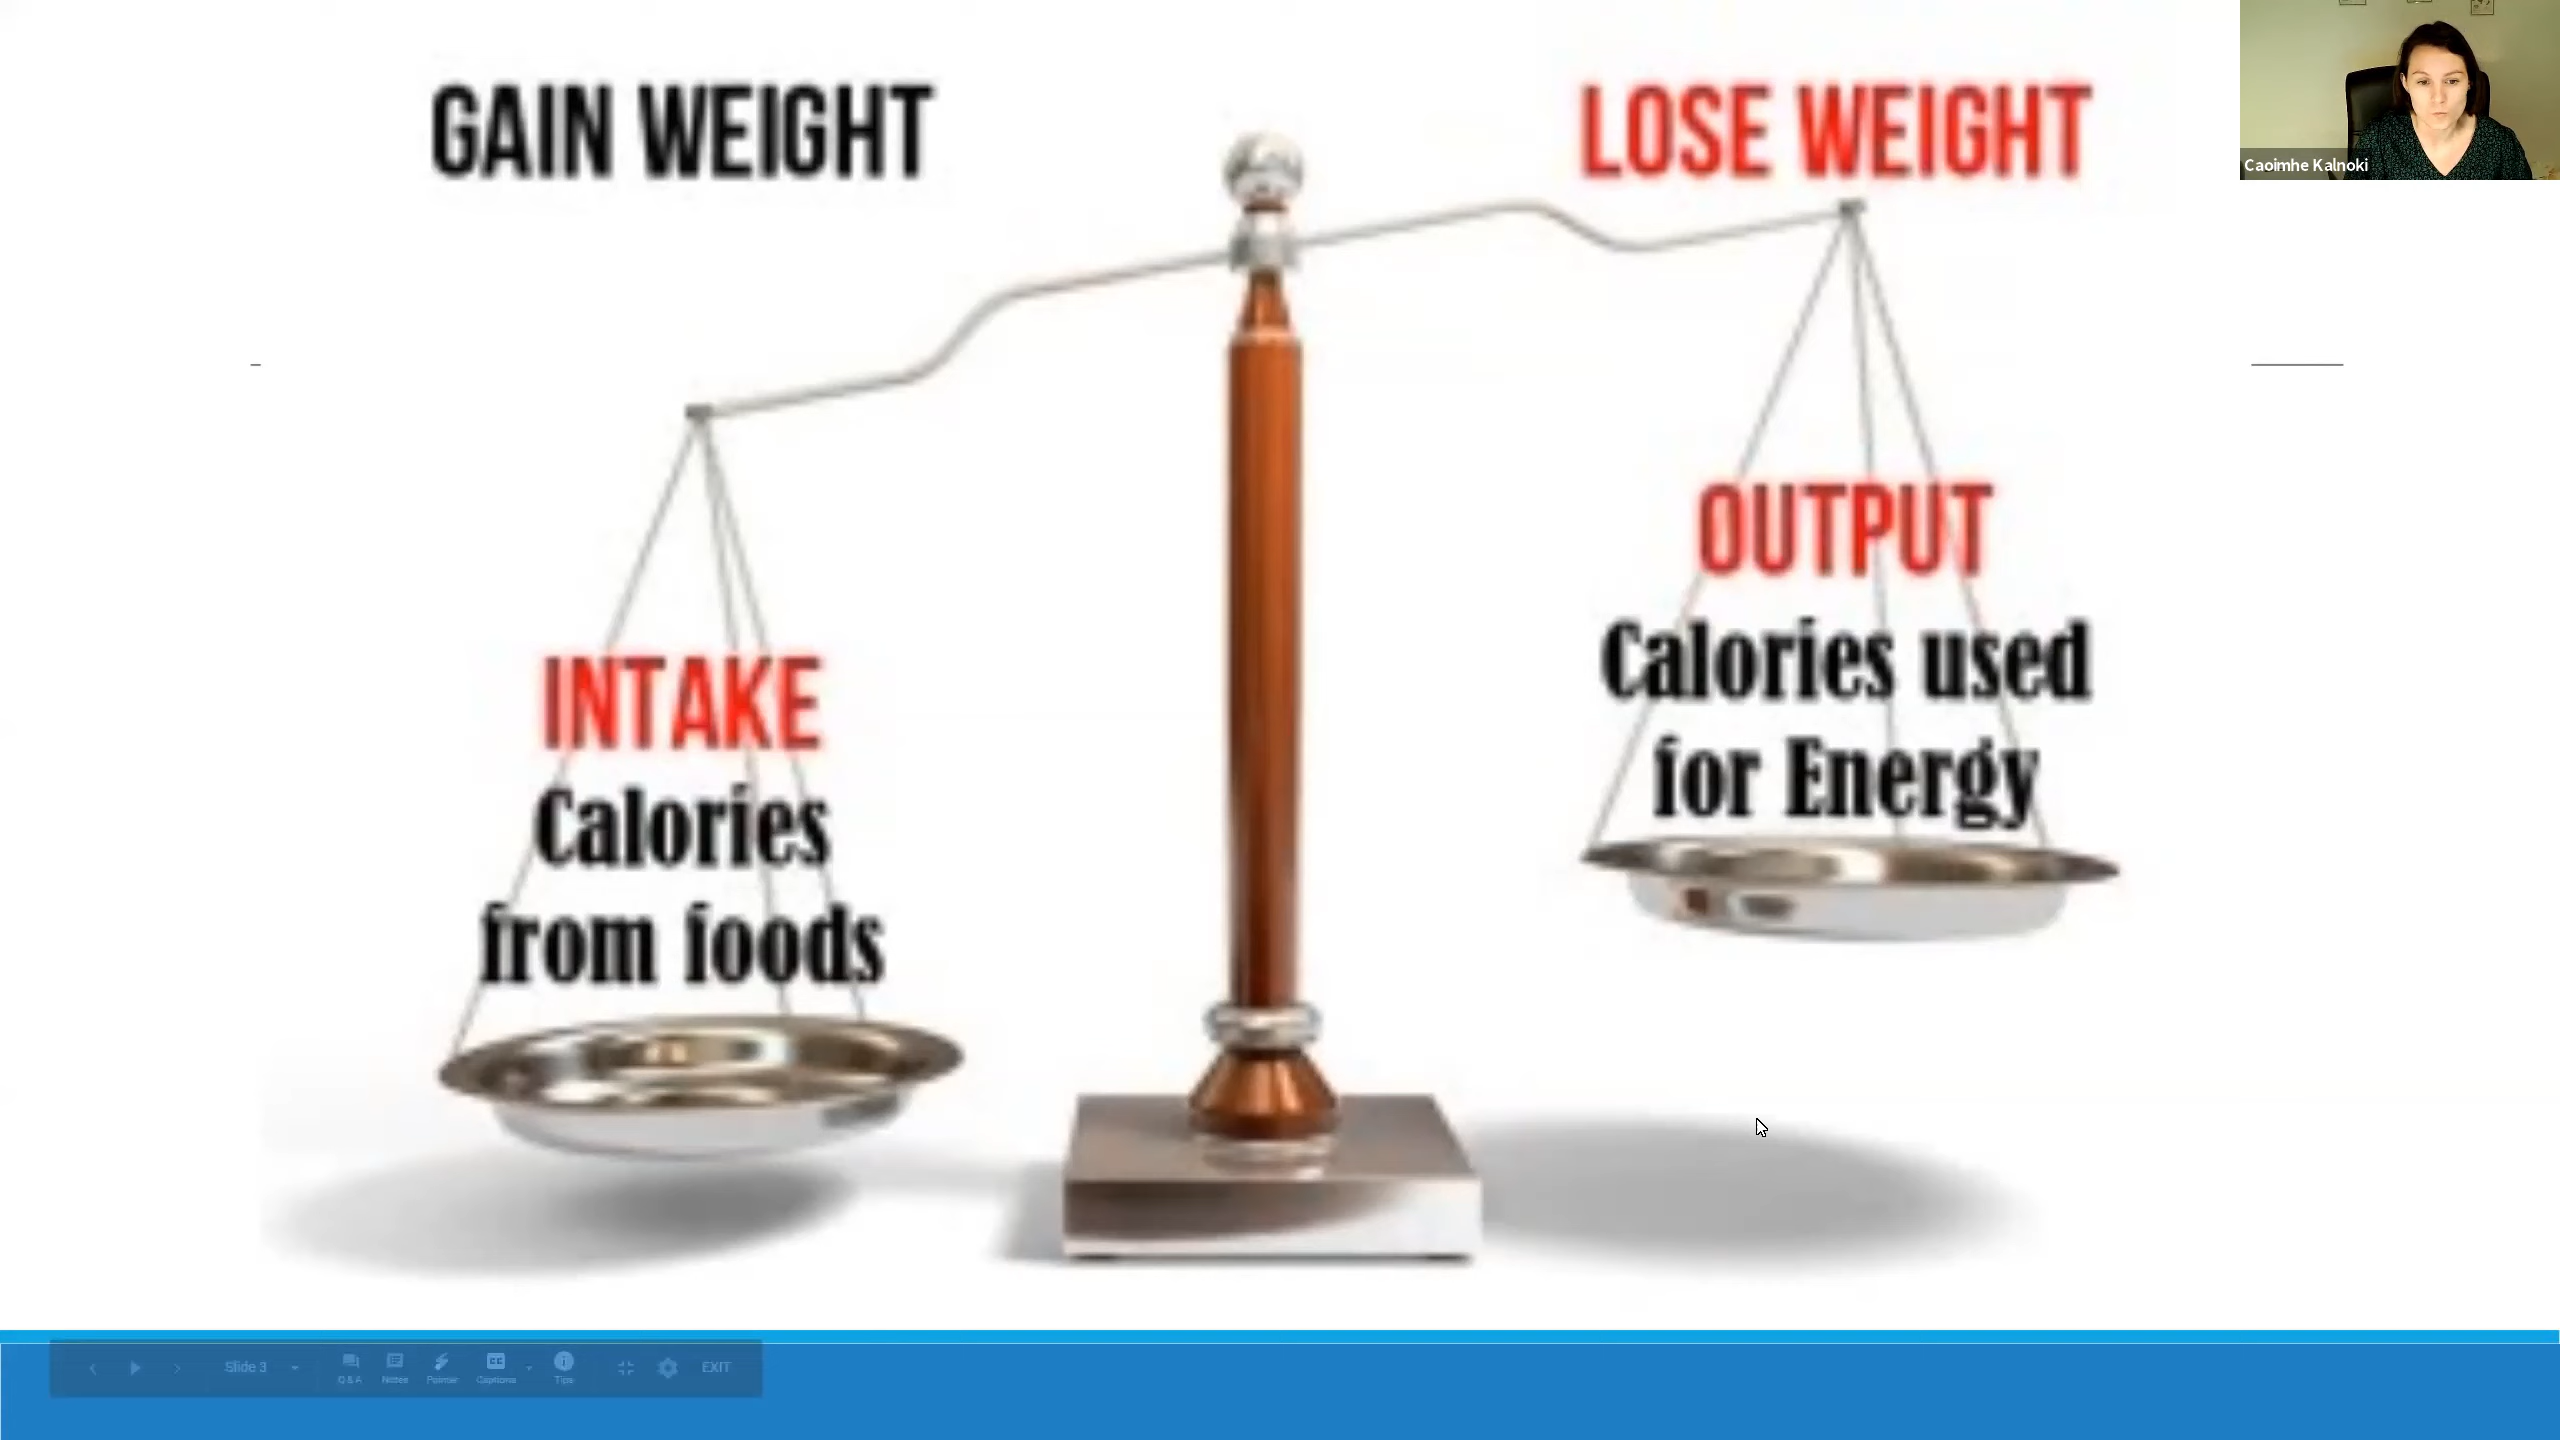 GAIN WEIGHT
LOSE WEIGHT
Caoimhe Kalnoki
OUTPUT
Calories used
for Energy
INTAKE
Calories
from foods
Slide 3
Q & A
Notes
Pointer
Captions
Tips
EXIT